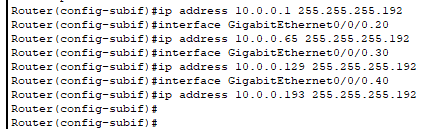 Router(config-subif)#ip address 10.0.0.1 255.255.255.192
Router(config-subif)#interface GigabitEthernet0/0/0.20
Router(config-subif)#ip address 10.0.0.65 255.255.255.192
Router(config-subif)#interface GigabitEthernet0/0/0.30
Router(config-subif)#ip address 10.0.0.129 255.255.255.192
Router(config-subif)#interface GigabitEthernet0/0/0.40
Router(config-subif)#ip address 10.0.0.193 255.255.255.192
Router(config-subif)#
Router(config-subif)#